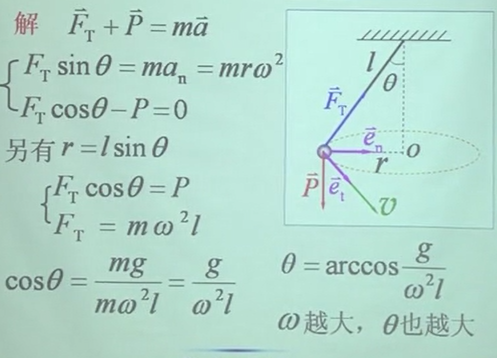 解 F⃗_T + P⃗ = ma⃗
F_T sinθ = ma_n = mrω²
F_T cosθ − P = 0
另有 r = l sinθ
F_T cosθ = P
F_T = mω²l
cosθ = mg/mω²l = g/ω²l
θ = arccos g/ω²l
ω越大，θ也越大
l
θ
F⃗_T
e⃗_n
r
o
P⃗
e⃗_t
v